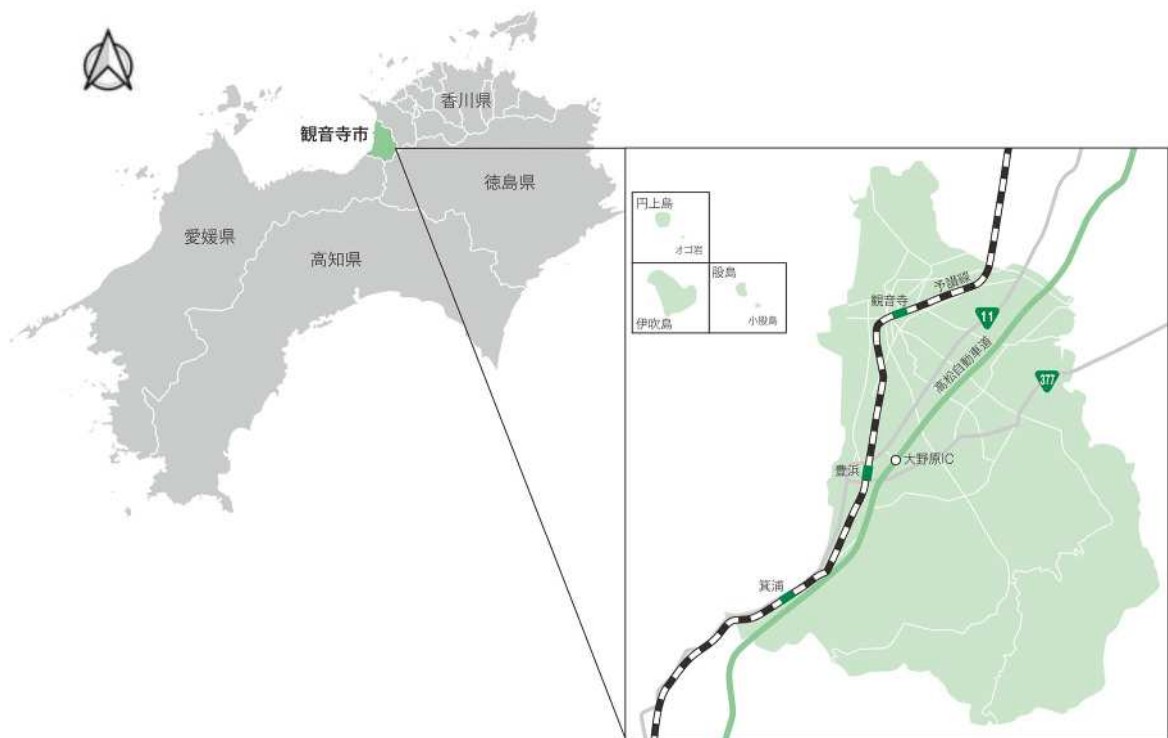 香川県
観音寺市
徳島県
愛媛県
高知県
円上島
オゴ岩
股島
伊吹島
小股島
予讃線
観音寺
11
高松自動車道
377
大野原IC
豊浜
箕浦